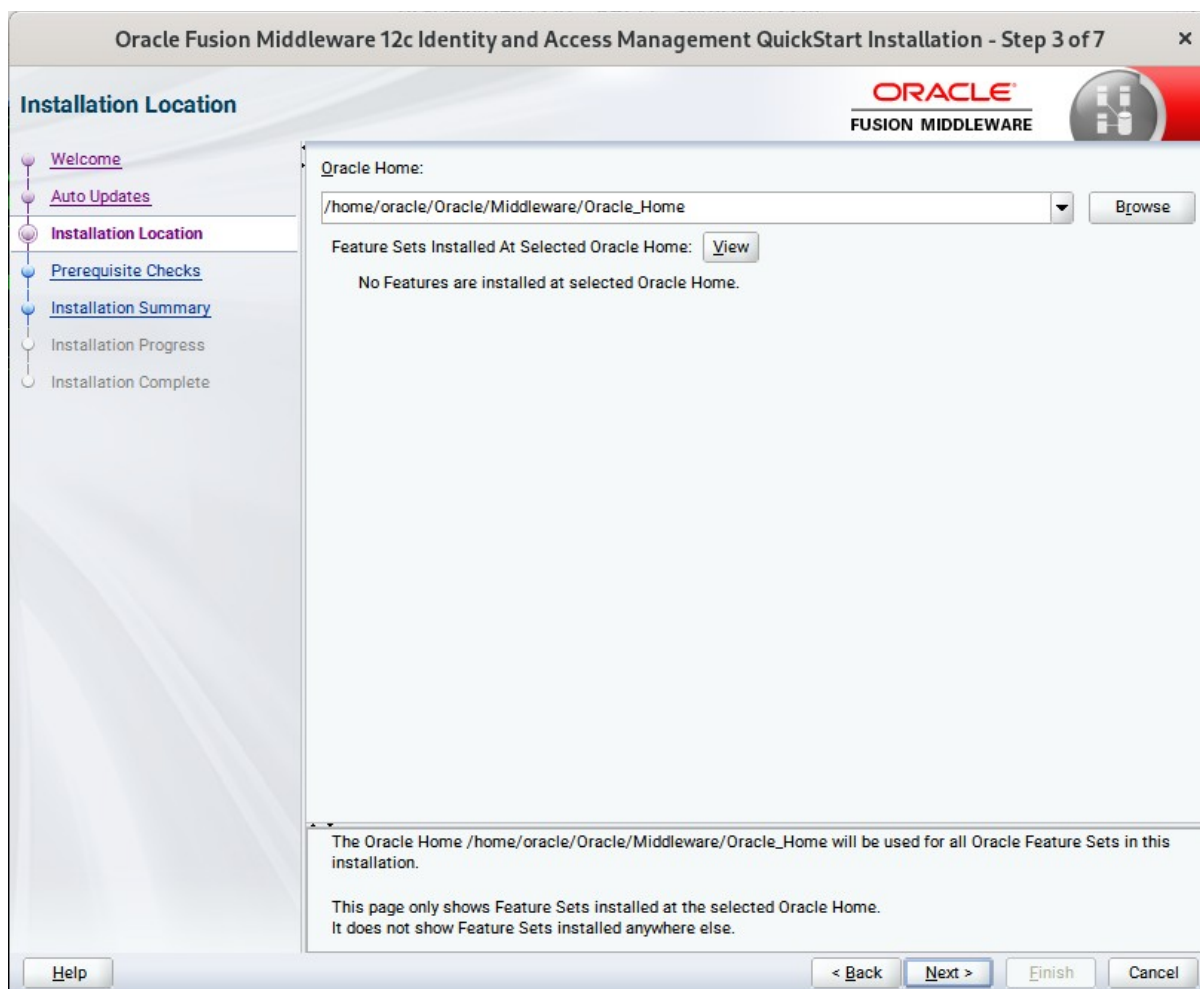 Oracle Fusion Middleware 12c Identity and Access Management QuickStart Installation - Step 3 of 7
Installation Location
ORACLE
FUSION MIDDLEWARE
Welcome
Auto Updates
Installation Location
Prerequisite Checks
Installation Summary
Installation Progress
Installation Complete
Oracle Home:
/home/oracle/Oracle/Middleware/Oracle_Home
Browse
Feature Sets Installed At Selected Oracle Home: View
No Features are installed at selected Oracle Home.
The Oracle Home /home/oracle/Oracle/Middleware/Oracle_Home will be used for all Oracle Feature Sets in this
installation.
This page only shows Feature Sets installed at the selected Oracle Home.
It does not show Feature Sets installed anywhere else.
Help
< Back
Next >
Finish
Cancel